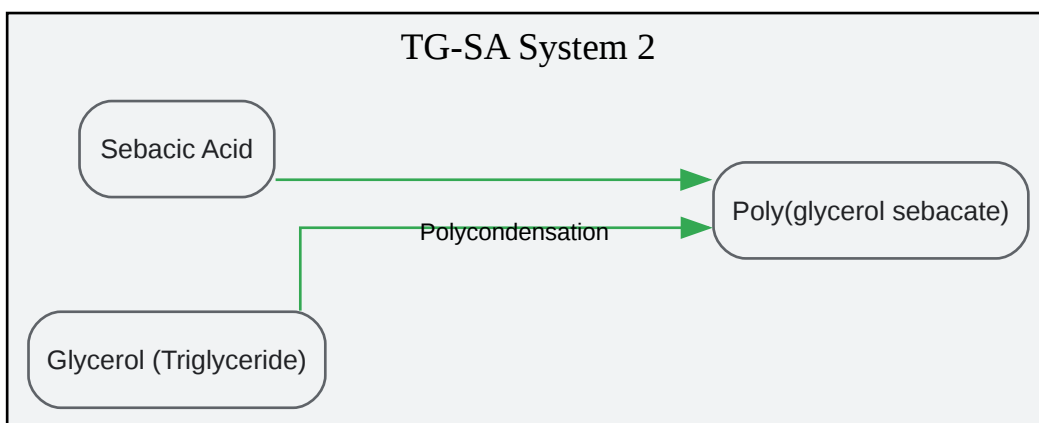 TG-SA System 2
Sebacic Acid
Poly(glycerol sebacate)
Polycondensation
Glycerol (Triglyceride)